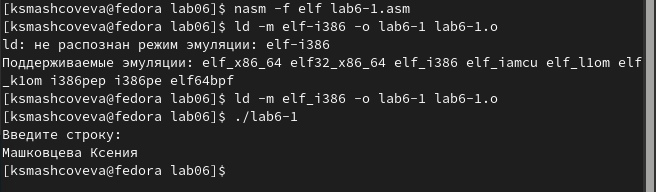 [ksmashcoveva@fedora lab06]$ nasm -f elf lab6-1.asm
[ksmashcoveva@fedora lab06]$ ld -m elf-i386 -o lab6-1 lab6-1.o
ld: не распознан режим эмуляции: elf-i386
Поддерживаемые эмуляции: elf_x86_64 elf32_x86_64 elf_i386 elf_iamcu elf_l1om elf
_k1om i386pep i386pe elf64bpf
[ksmashcoveva@fedora lab06]$ ld -m elf_i386 -o lab6-1 lab6-1.o
[ksmashcoveva@fedora lab06]$ ./lab6-1
Введите строку:
Машковцева Ксения
[ksmashcoveva@fedora lab06]$